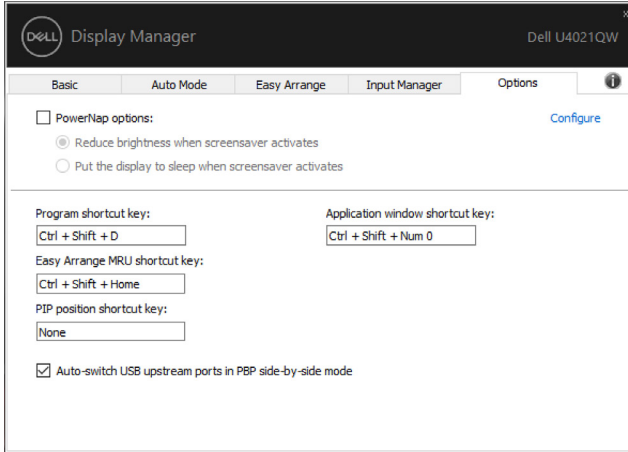 DELL Display Manager Dell U4021QW
Basic Auto Mode Easy Arrange Input Manager Options
PowerNap options: Configure
Reduce brightness when screensaver activates
Put the display to sleep when screensaver activates
Program shortcut key: Application window shortcut key:
Ctrl + Shift + D Ctrl + Shift + Num 0
Easy Arrange MRU shortcut key:
Ctrl + Shift + Home
PIP position shortcut key:
None
Auto-switch USB upstream ports in PBP side-by-side mode